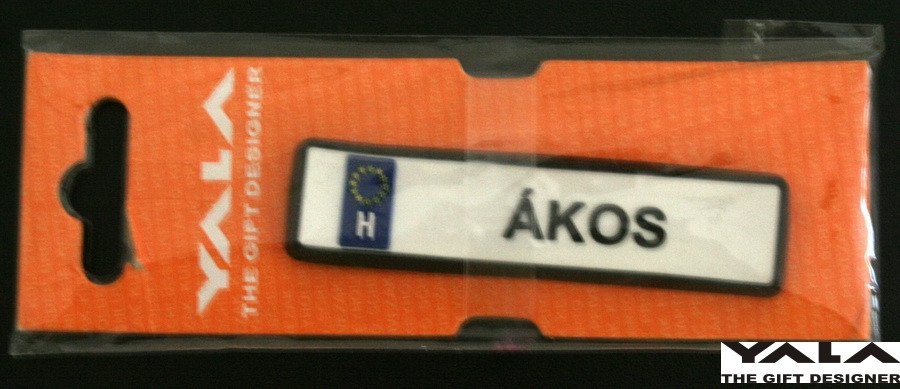 YALA
THE GIFT DESIGNER
H
ÁKOS
YALA
THE GIFT DESIGNER